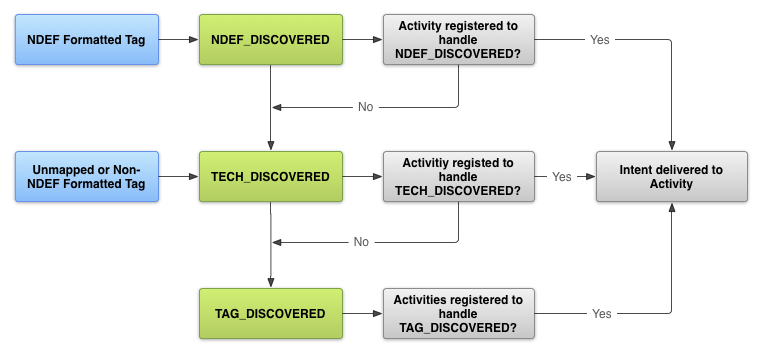 NDEF Formatted Tag
NDEF_DISCOVERED
Activity registered to
handle
NDEF_DISCOVERED?
Yes
No
Unmapped or Non-
NDEF Formatted Tag
TECH_DISCOVERED
Activitiy registed to
handle
TECH_DISCOVERED?
Yes
Intent delivered to
Activity
No
TAG_DISCOVERED
Activities registered to
handle
TAG_DISCOVERED?
Yes